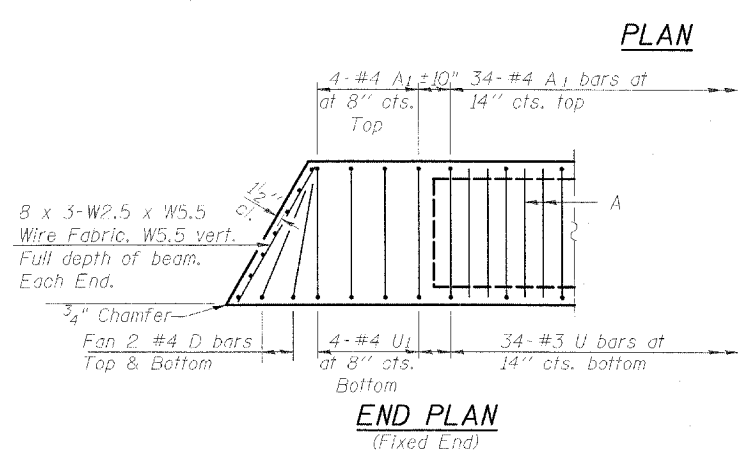 PLAN
4-#4 A1 ±10" 34-#4 A1 bars at
at 8" cts. 14" cts. top
Top
1½"
cl.
A
8 x 3-W2.5 x W5.5
Wire Fabric, W5.5 vert.
Full depth of beam.
Each End.
3/4" Chamfer
Fan 2 #4 D bars 4-#4 U1 34-#3 U bars at
Top & Bottom at 8" cts. 14" cts. bottom
Bottom
END PLAN
(Fixed End)